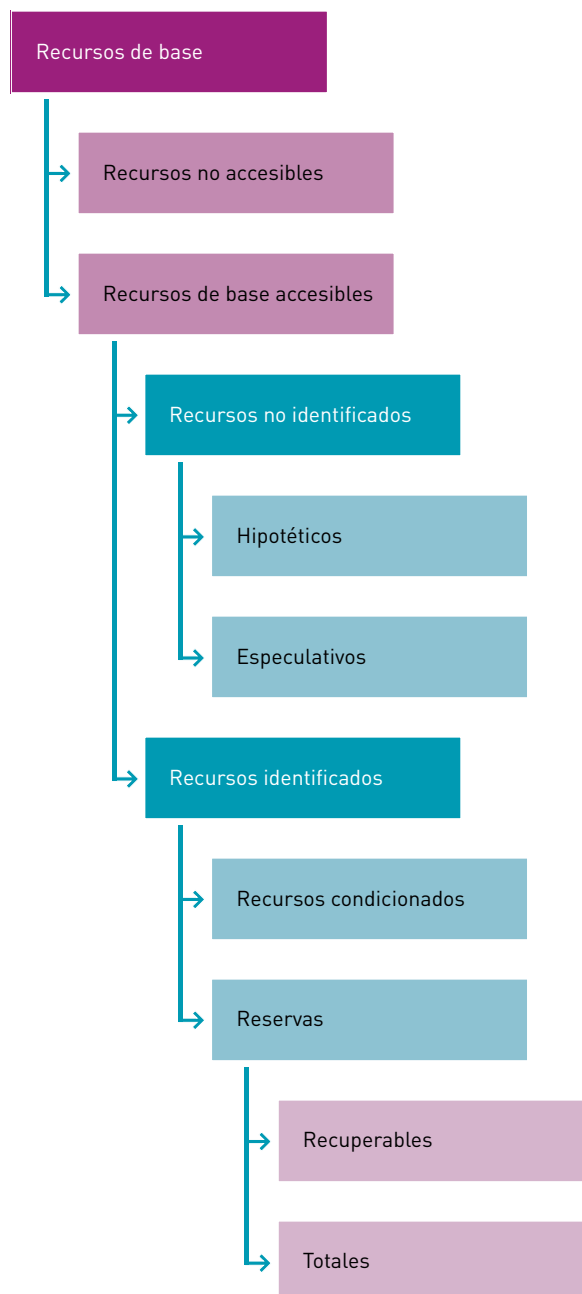 Recursos de base
Recursos no accesibles
Recursos de base accesibles
Recursos no identificados
Hipotéticos
Especulativos
Recursos identificados
Recursos condicionados
Reservas
Recuperables
Totales